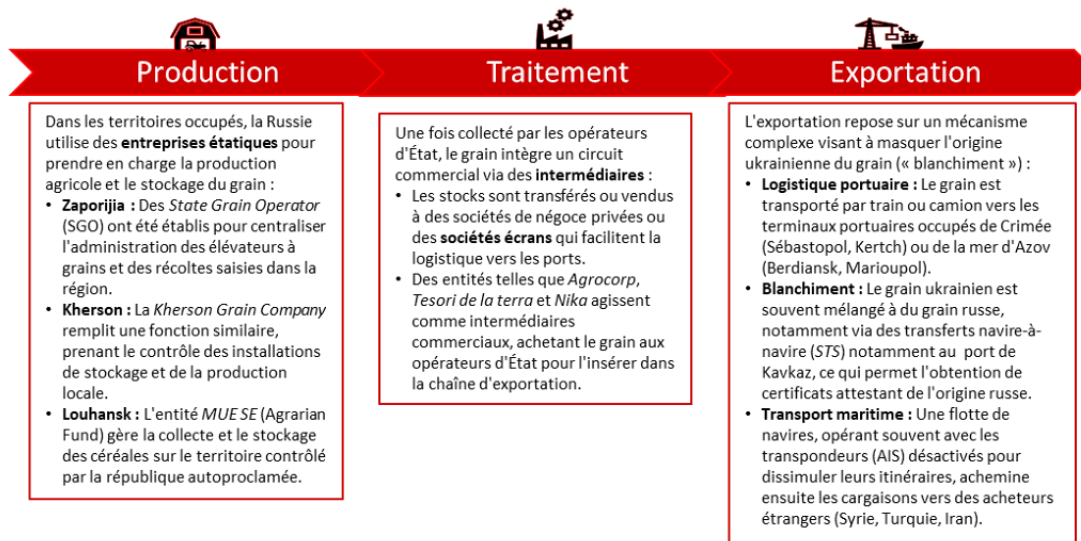 Production
Traitement
Exportation
Dans les territoires occupés, la Russie
utilise des entreprises étatiques pour
prendre en charge la production
agricole et le stockage du grain :
• Zaporijia : Des State Grain Operator
(SGO) ont été établis pour centraliser
l'administration des élévateurs à
grains et des récoltes saisies dans la
région.
• Kherson : La Kherson Grain Company
remplit une fonction similaire,
prenant le contrôle des installations
de stockage et de la production
locale.
• Louhansk : L'entité MUE SE (Agrarian
Fund) gère la collecte et le stockage
des céréales sur le territoire contrôlé
par la république autoproclamée.
Une fois collecté par les opérateurs
d'État, le grain intègre un circuit
commercial via des intermédiaires :
• Les stocks sont transférés ou vendus
à des sociétés de négoce privées ou
des sociétés écrans qui facilitent la
logistique vers les ports.
• Des entités telles que Agrocorp,
Tesori de la terra et Nika agissent
comme intermédiaires
commerciaux, achetant le grain aux
opérateurs d'État pour l'insérer dans
la chaîne d'exportation.
L'exportation repose sur un mécanisme
complexe visant à masquer l'origine
ukrainienne du grain (« blanchiment ») :
• Logistique portuaire : Le grain est
transporté par train ou camion vers les
terminaux portuaires occupés de Crimée
(Sébastopol, Kertch) ou de la mer d'Azov
(Berdiansk, Marioupol).
• Blanchiment : Le grain ukrainien est
souvent mélangé à du grain russe,
notamment via des transferts navire-à-
navire (STS) notamment au port de
Kavkaz, ce qui permet l'obtention de
certificats attestant de l'origine russe.
• Transport maritime : Une flotte de
navires, opérant souvent avec les
transpondeurs (AIS) désactivés pour
dissimuler leurs itinéraires, achemine
ensuite les cargaisons vers des acheteurs
étrangers (Syrie, Turquie, Iran).